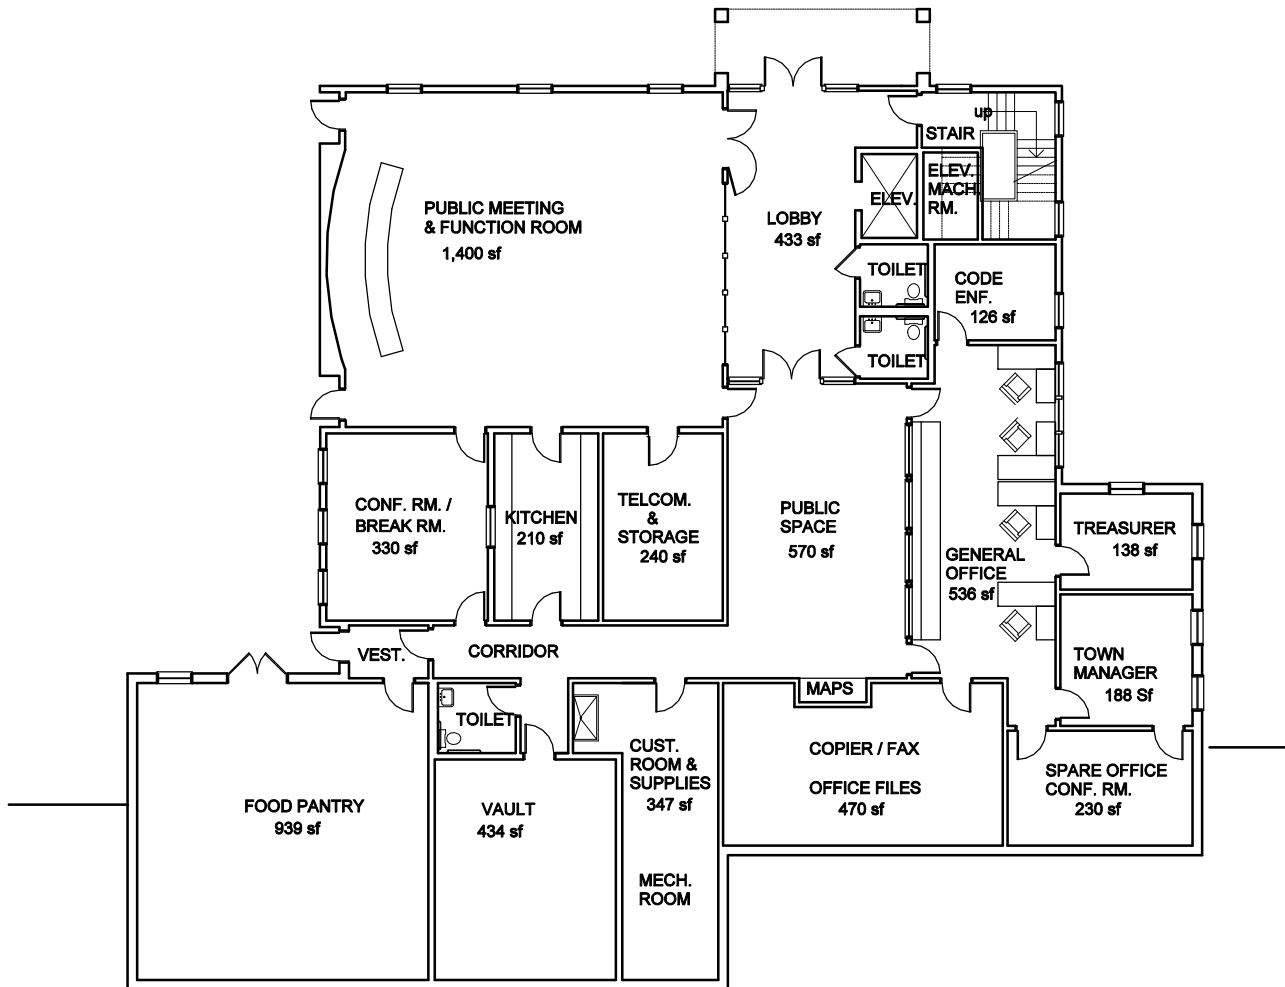 up
STAIR
ELEV.
MACH.
RM.
ELEV.
PUBLIC MEETING
& FUNCTION ROOM
1,400 sf
LOBBY
433 sf
TOILET
CODE
ENF.
126 sf
TOILET
CONF. RM. /
BREAK RM.
330 sf
KITCHEN
210 sf
TELCOM.
&
STORAGE
240 sf
PUBLIC
SPACE
570 sf
GENERAL
OFFICE
536 sf
TREASURER
138 sf
VEST.
CORRIDOR
TOWN
MANAGER
188 Sf
MAPS
TOILET
CUST.
ROOM &
SUPPLIES
347 sf
COPIER / FAX
OFFICE FILES
470 sf
SPARE OFFICE
CONF. RM.
230 sf
FOOD PANTRY
939 sf
VAULT
434 sf
MECH.
ROOM